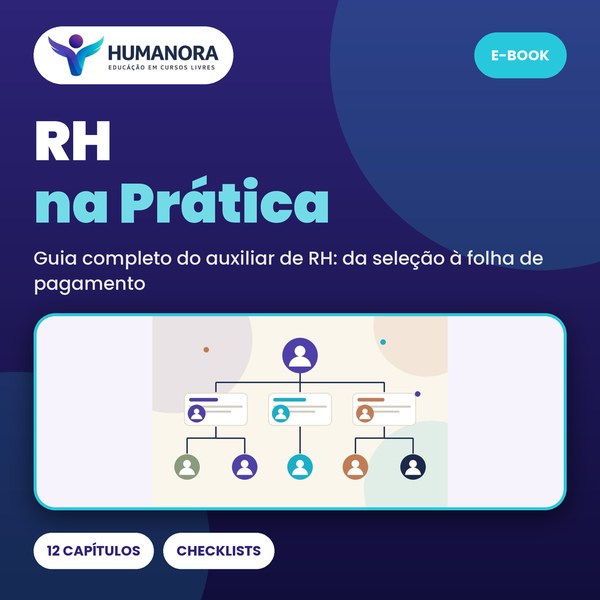 HUMANORA
EDUCAÇÃO EM CURSOS LIVRES
E-BOOK
RH
na Prática
Guia completo do auxiliar de RH: da seleção à folha de
pagamento
12 CAPÍTULOS
CHECKLISTS